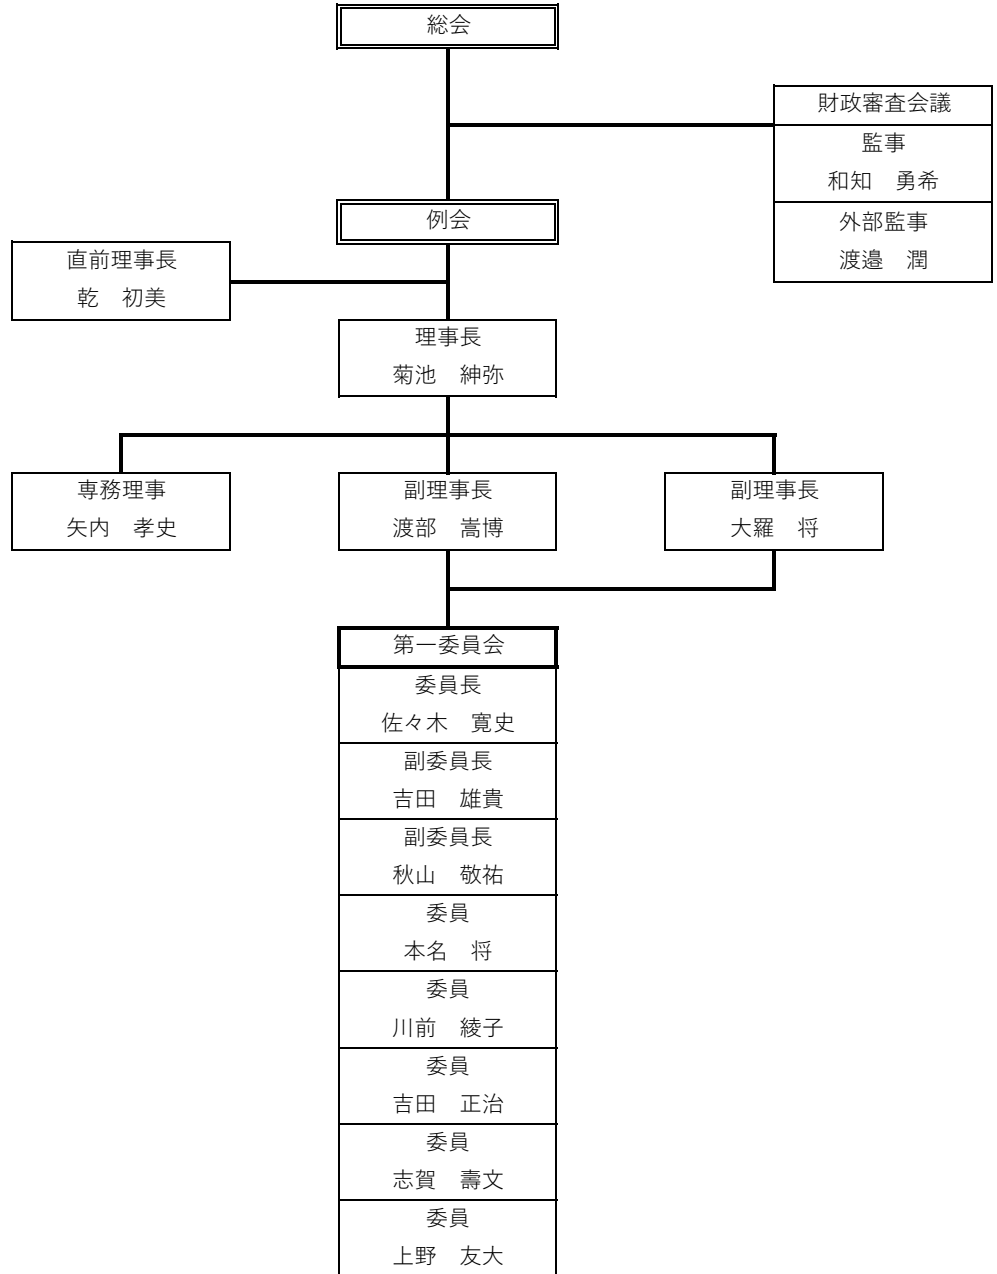 総会
財政審査会議
監事
和知　勇希
外部監事
渡邉　潤
例会
直前理事長
乾　初美
理事長
菊池　紳弥
専務理事
矢内　孝史
副理事長
渡部　嵩博
副理事長
大羅　将
第一委員会
委員長
佐々木　寛史
副委員長
吉田　雄貴
副委員長
秋山　敬祐
委員
本名　将
委員
川前　綾子
委員
吉田　正治
委員
志賀　壽文
委員
上野　友大